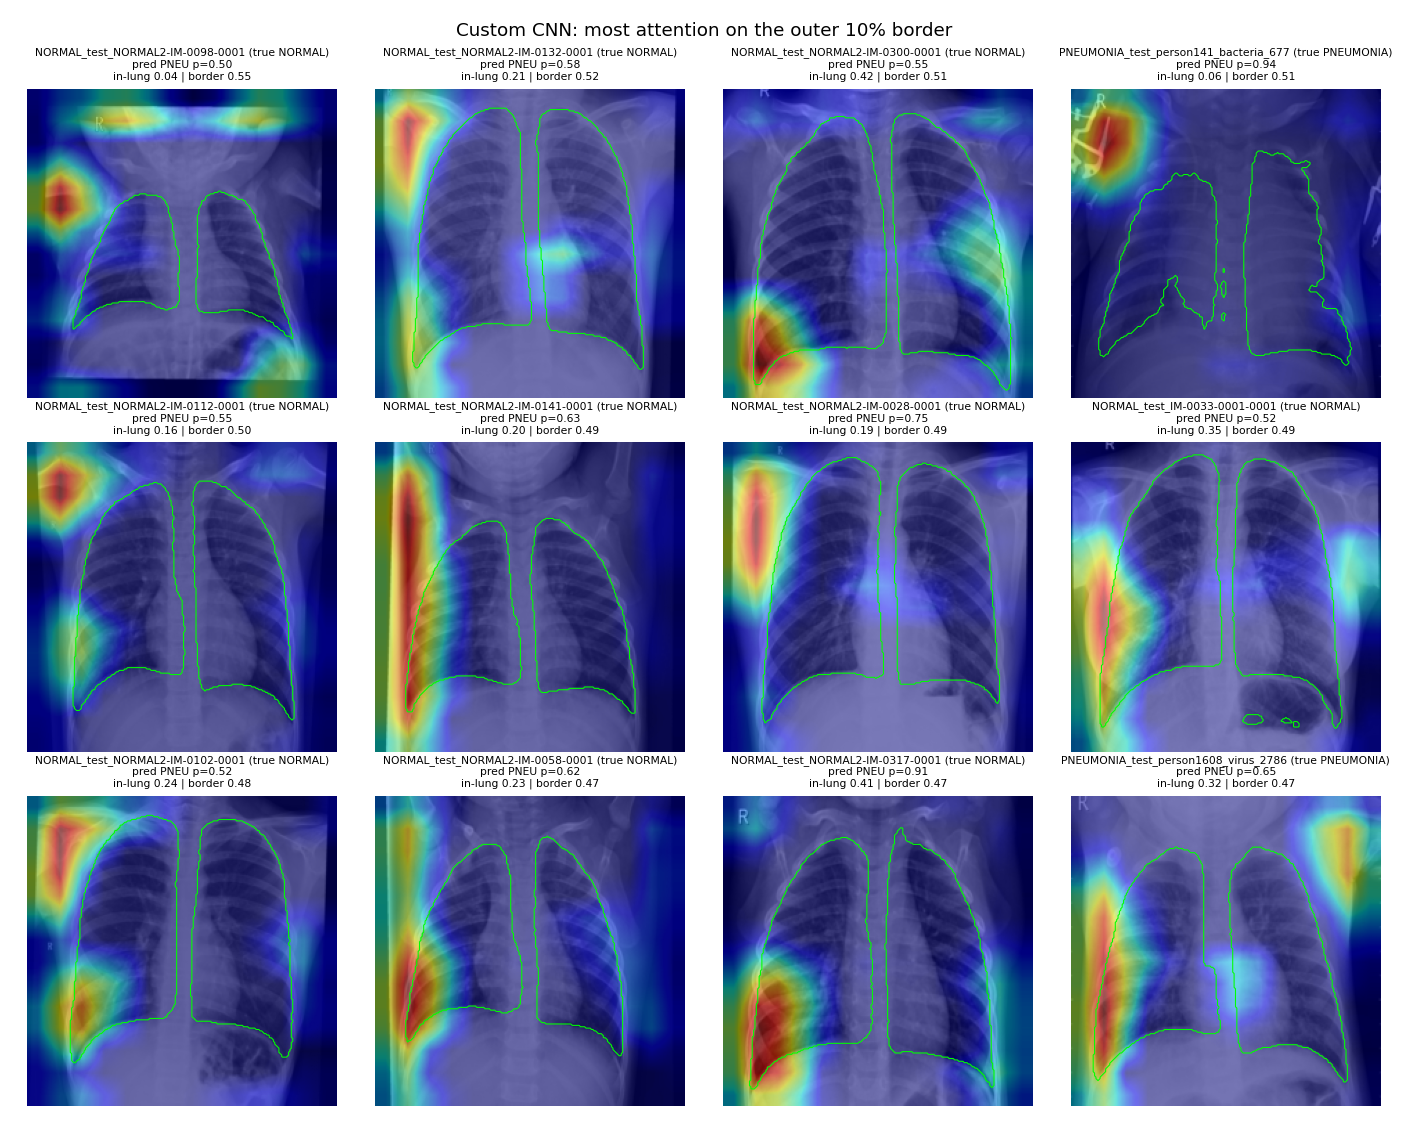 Custom CNN: most attention on the outer 10% border
NORMAL_test_NORMAL2-IM-0098-0001 (true NORMAL)
pred PNEU p=0.50
in-lung 0.04 | border 0.55
NORMAL_test_NORMAL2-IM-0132-0001 (true NORMAL)
pred PNEU p=0.58
in-lung 0.21 | border 0.52
NORMAL_test_NORMAL2-IM-0300-0001 (true NORMAL)
pred PNEU p=0.55
in-lung 0.42 | border 0.51
PNEUMONIA_test_person141_bacteria_677 (true PNEUMONIA)
pred PNEU p=0.94
in-lung 0.06 | border 0.51
R
R
R
NORMAL_test_NORMAL2-IM-0112-0001 (true NORMAL)
pred PNEU p=0.55
in-lung 0.16 | border 0.50
NORMAL_test_NORMAL2-IM-0141-0001 (true NORMAL)
pred PNEU p=0.63
in-lung 0.20 | border 0.49
NORMAL_test_NORMAL2-IM-0028-0001 (true NORMAL)
pred PNEU p=0.75
in-lung 0.19 | border 0.49
NORMAL_test_IM-0033-0001-0001 (true NORMAL)
pred PNEU p=0.52
in-lung 0.35 | border 0.49
R
R
NORMAL_test_NORMAL2-IM-0102-0001 (true NORMAL)
pred PNEU p=0.52
in-lung 0.24 | border 0.48
NORMAL_test_NORMAL2-IM-0058-0001 (true NORMAL)
pred PNEU p=0.62
in-lung 0.23 | border 0.47
NORMAL_test_NORMAL2-IM-0317-0001 (true NORMAL)
pred PNEU p=0.91
in-lung 0.41 | border 0.47
PNEUMONIA_test_person1608_virus_2786 (true PNEUMONIA)
pred PNEU p=0.65
in-lung 0.32 | border 0.47
R
R
R